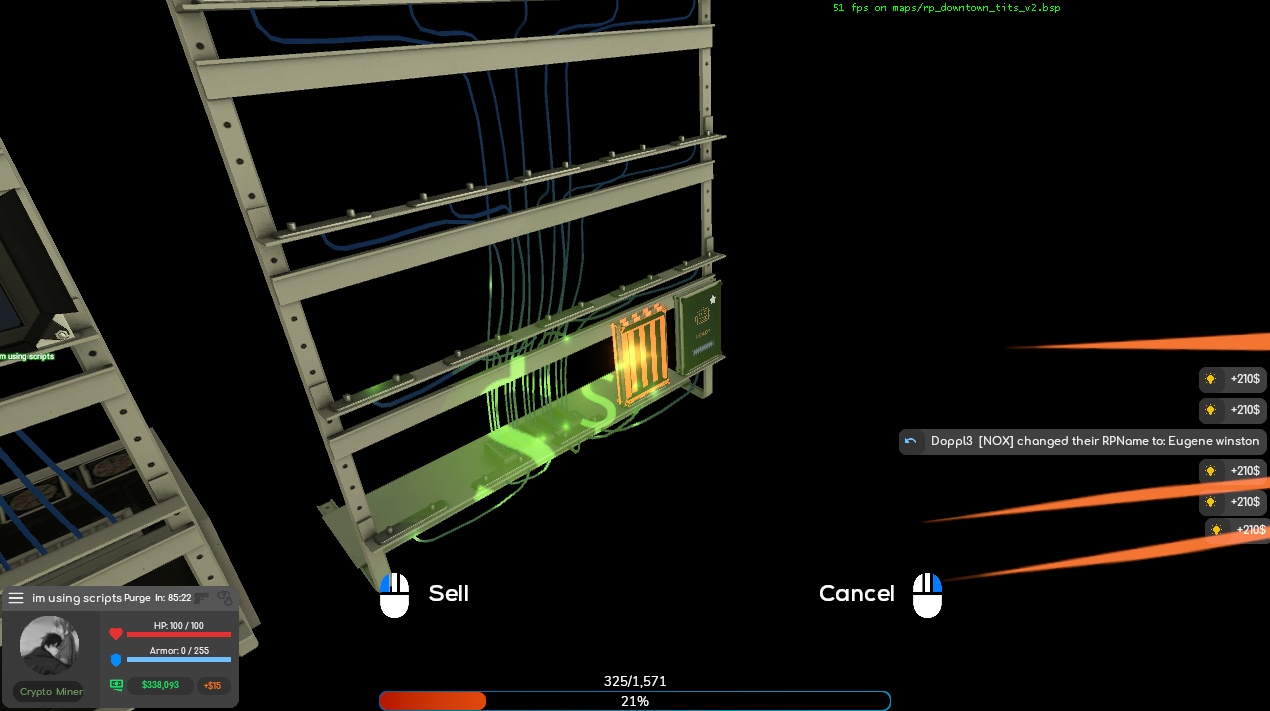 51 fps on maps/rp_downtown_tits_v2.bsp
m using scripts
+210$
+210$
Doppl3 [NOX] changed their RPName to: Eugene winston
+210$
+210$
+210$
Sell
Cancel
im using scripts Purge In: 85:22
HP: 100 / 100
Armor: 0 / 255
$338,093
+$15
Crypto Miner
325/1,571
21%